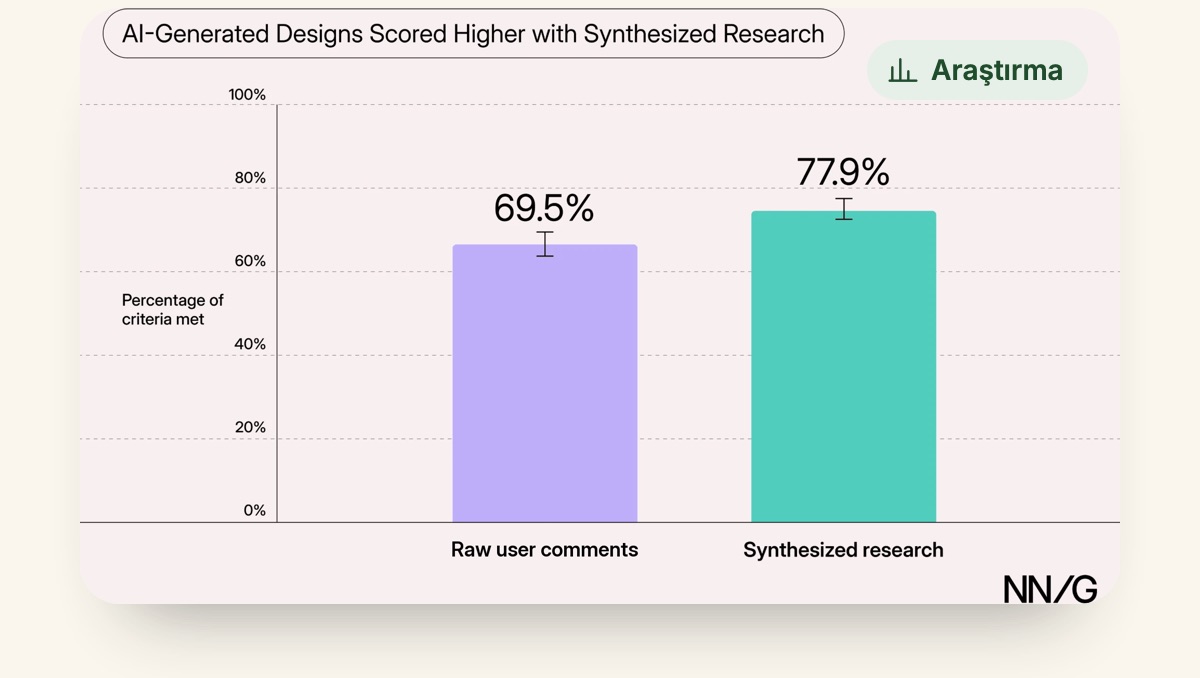 AI-Generated Designs Scored Higher with Synthesized Research
Araştırma
100%
80%
60%
40%
20%
0%
Percentage of
criteria met
69.5%
77.9%
Raw user comments
Synthesized research
NN/G